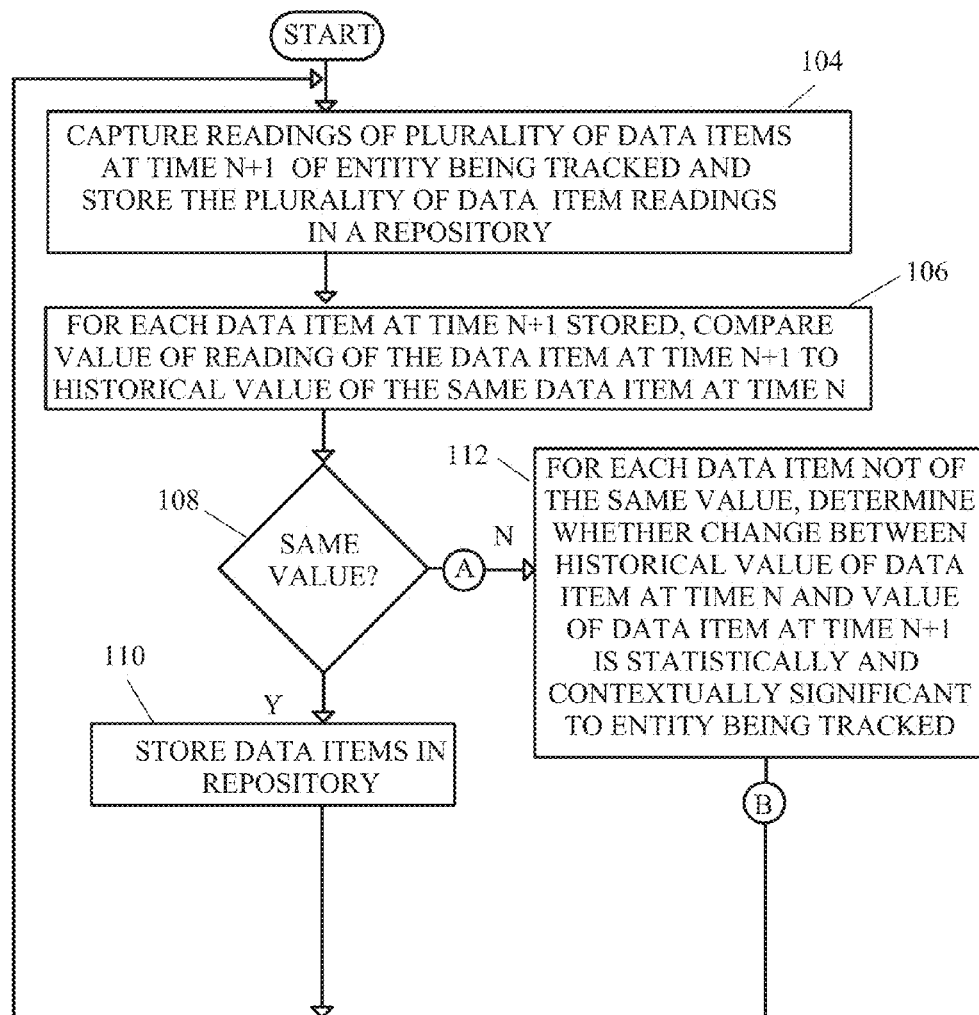 START
104
CAPTURE READINGS OF PLURALITY OF DATA ITEMS
AT TIME N+1 OF ENTITY BEING TRACKED AND
STORE THE PLURALITY OF DATA ITEM READINGS
IN A REPOSITORY
106
FOR EACH DATA ITEM AT TIME N+1 STORED, COMPARE
VALUE OF READING OF THE DATA ITEM AT TIME N+1 TO
HISTORICAL VALUE OF THE SAME DATA ITEM AT TIME N
108
SAME
VALUE?
A
N
112
FOR EACH DATA ITEM NOT OF
THE SAME VALUE, DETERMINE
WHETHER CHANGE BETWEEN
HISTORICAL VALUE OF DATA
ITEM AT TIME N AND VALUE
OF DATA ITEM AT TIME N+1
IS STATISTICALLY AND
CONTEXTUALLY SIGNIFICANT
TO ENTITY BEING TRACKED
110
Y
STORE DATA ITEMS IN
REPOSITORY
B